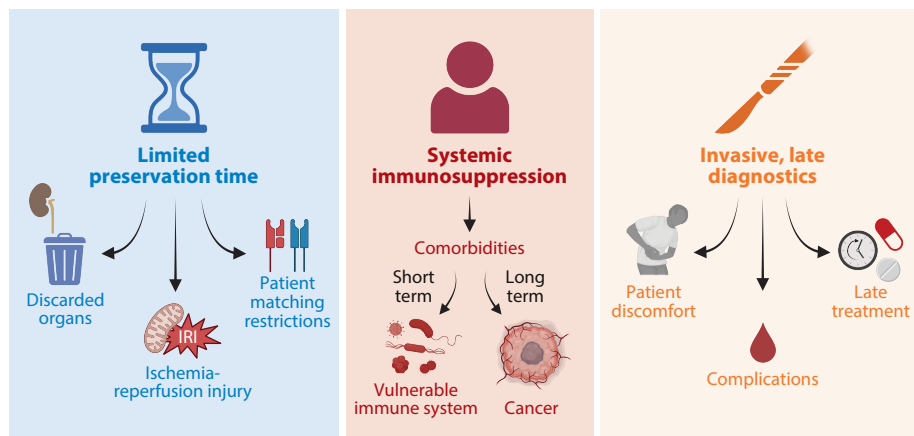 Limited
preservation time
Discarded
organs
IRI
Ischemia-
reperfusion injury
Patient
matching
restrictions
Systemic
immunosuppression
Comorbidities
Short
term
Long
term
Vulnerable
immune system
Cancer
Invasive, late
diagnostics
Patient
discomfort
Complications
Late
treatment